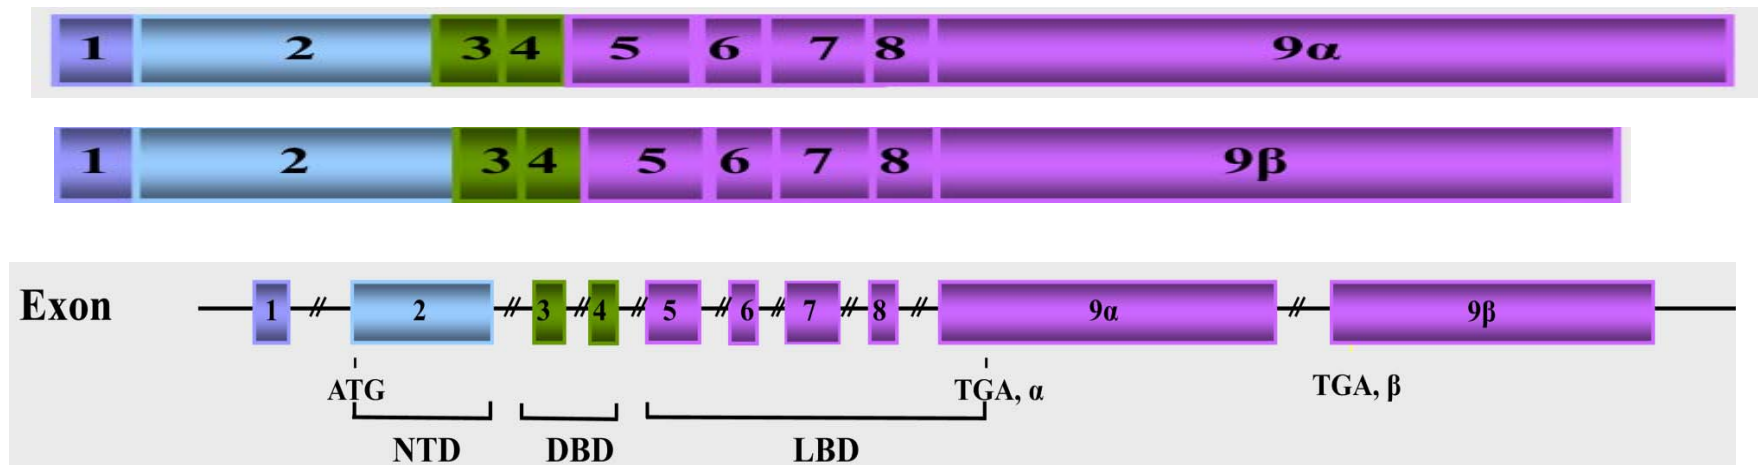 1 2 3 4 5 6 7 8 9α
1 2 3 4 5 6 7 8 9β
Exon 1 2 3 4 5 6 7 8 9α 9β
ATG TGA, α TGA, β
NTD DBD LBD